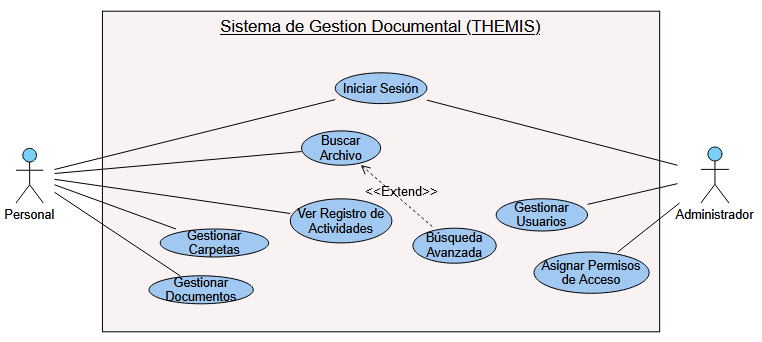 Sistema de Gestion Documental (THEMIS)
Iniciar Sesión
Buscar
Archivo
<<Extend>>
Personal
Administrador
Ver Registro de
Actividades
Gestionar
Usuarios
Gestionar
Carpetas
Búsqueda
Avanzada
Asignar Permisos
de Acceso
Gestionar
Documentos